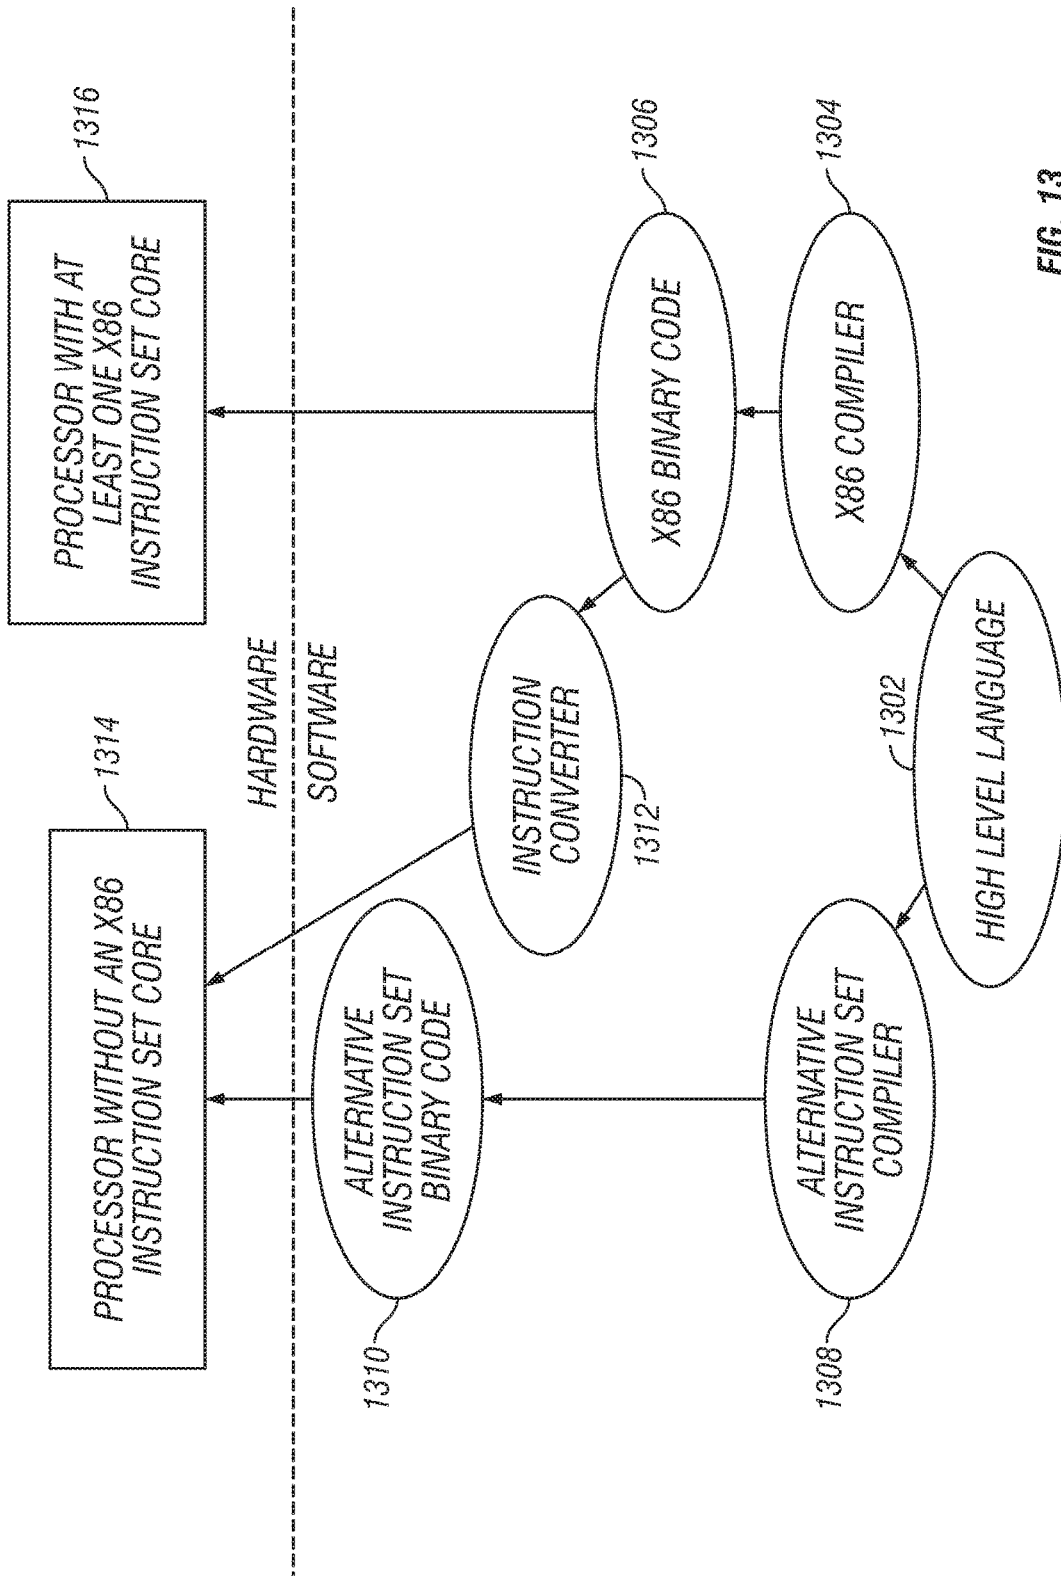 PROCESSOR WITH AT
LEAST ONE X86
INSTRUCTION SET CORE
1316
PROCESSOR WITHOUT AN X86
INSTRUCTION SET CORE
1314
HARDWARE
SOFTWARE
ALTERNATIVE
INSTRUCTION SET
BINARY CODE
1310
INSTRUCTION
CONVERTER
1312
X86 BINARY CODE
1306
ALTERNATIVE
INSTRUCTION SET
COMPILER
1308
X86 COMPILER
1304
HIGH LEVEL LANGUAGE
1302
FIG. 13